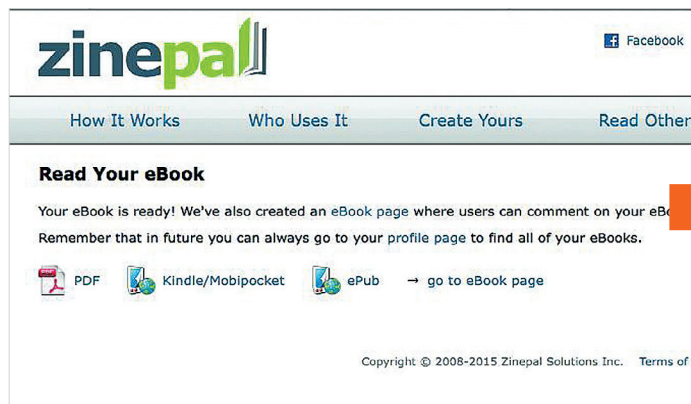 zinepal
Facebook
How It Works Who Uses It Create Yours Read Other
Read Your eBook
Your eBook is ready! We've also created an eBook page where users can comment on your eBo
Remember that in future you can always go to your profile page to find all of your eBooks.
PDF Kindle/Mobipocket ePub → go to eBook page
Copyright © 2008-2015 Zinepal Solutions Inc. Terms of